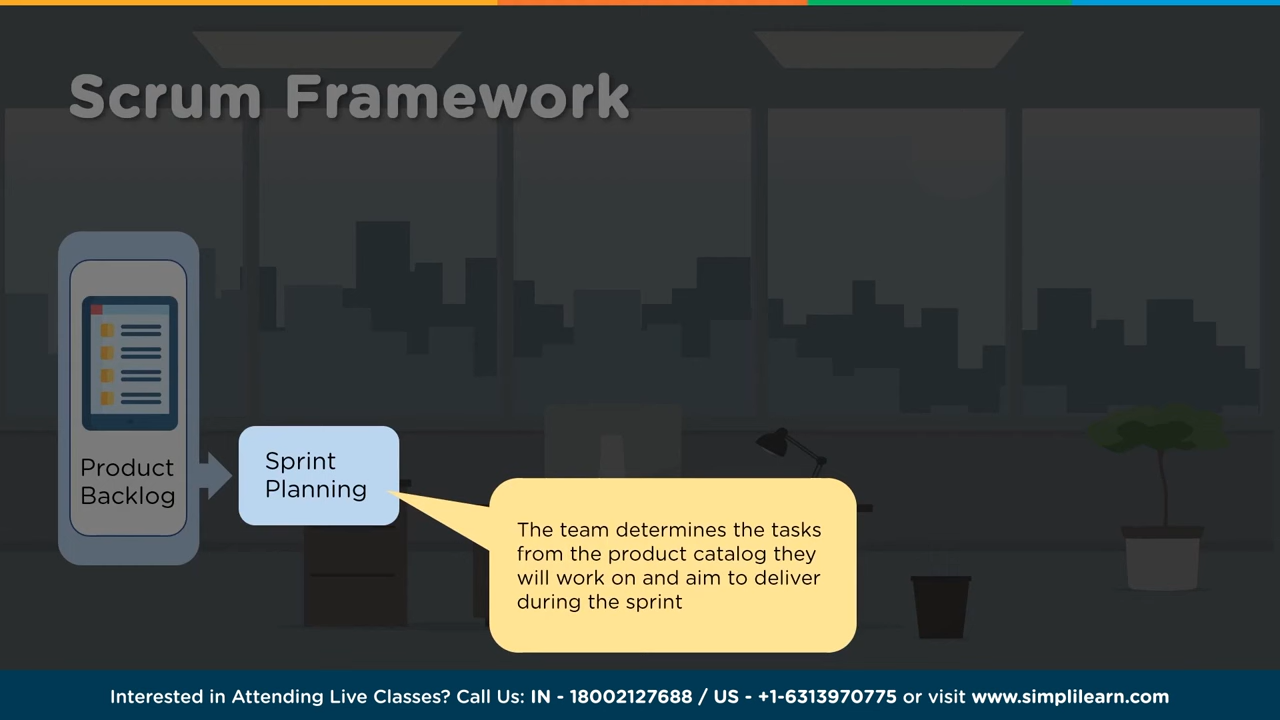 Scrum Framework
Product
Backlog
Sprint
Planning
The team determines the tasks
from the product catalog they
will work on and aim to deliver
during the sprint
Interested in Attending Live Classes? Call Us: IN - 18002127688 / US - +1-6313970775 or visit www.simplilearn.com